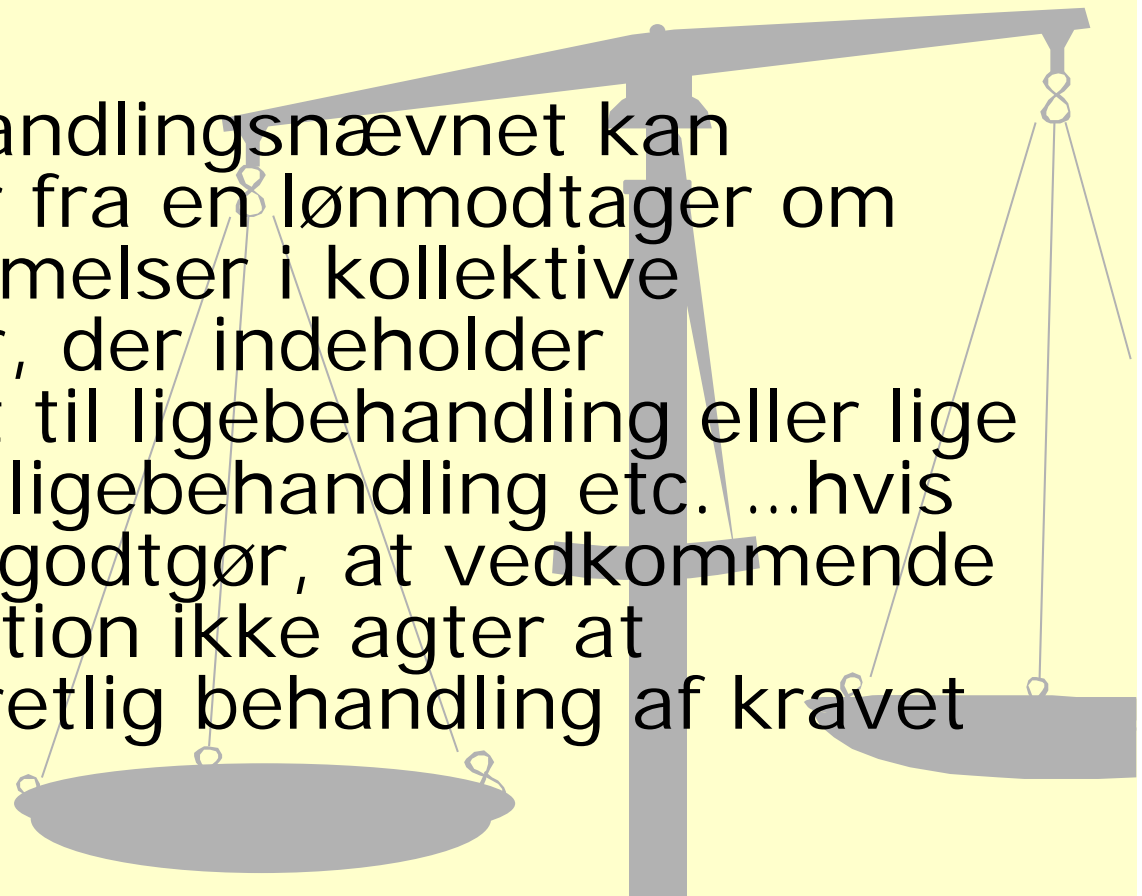 andlingsnævnet kan
r fra en lønmodtager om
melser i kollektive
r, der indeholder
t til ligebehandling eller lige
ligebehandling etc. ...hvis
godtgør, at vedkommende
tion ikke agter at
retlig behandling af kravet